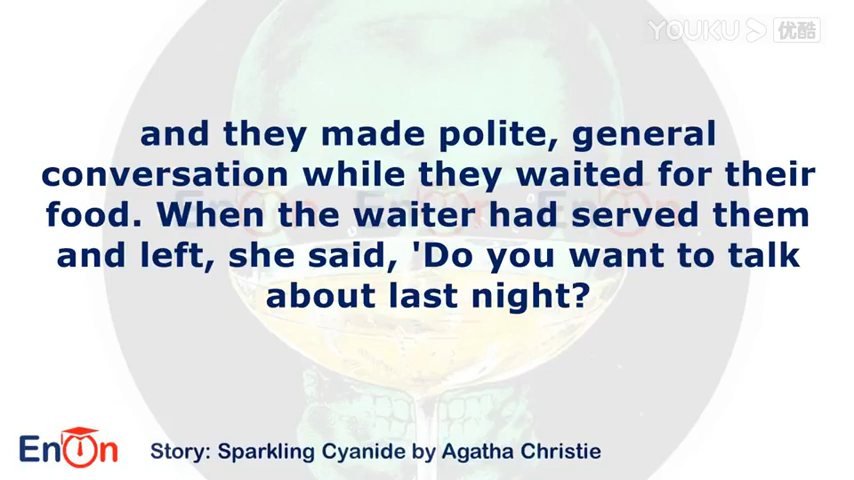 YOUKU 优酷
and they made polite, general
conversation while they waited for their
food. When the waiter had served them
and left, she said, 'Do you want to talk
about last night?
EnOn
Story: Sparkling Cyanide by Agatha Christie